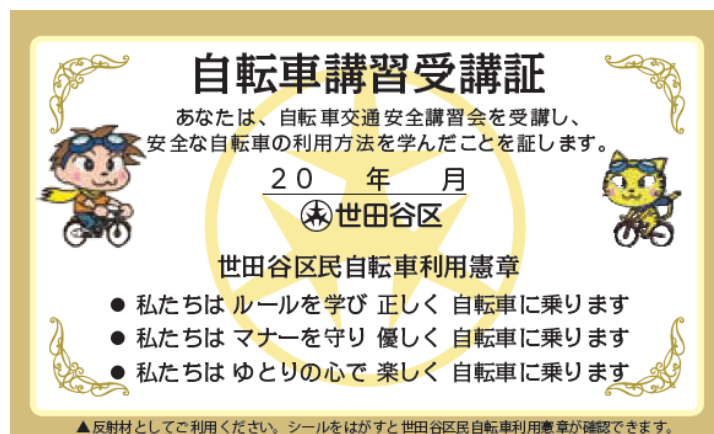 自転車講習受講証
あなたは、自転車交通安全講習会を受講し、
安全な自転車の利用方法を学んだことを証します。
20　　年　　月
世田谷区
世田谷区民自転車利用憲章
● 私たちは ルールを学び 正しく 自転車に乗ります
● 私たちは マナーを守り 優しく 自転車に乗ります
● 私たちは ゆとりの心で 楽しく 自転車に乗ります
▲反射材としてご利用ください。シールをはがすと世田谷区民自転車利用憲章が確認できます。